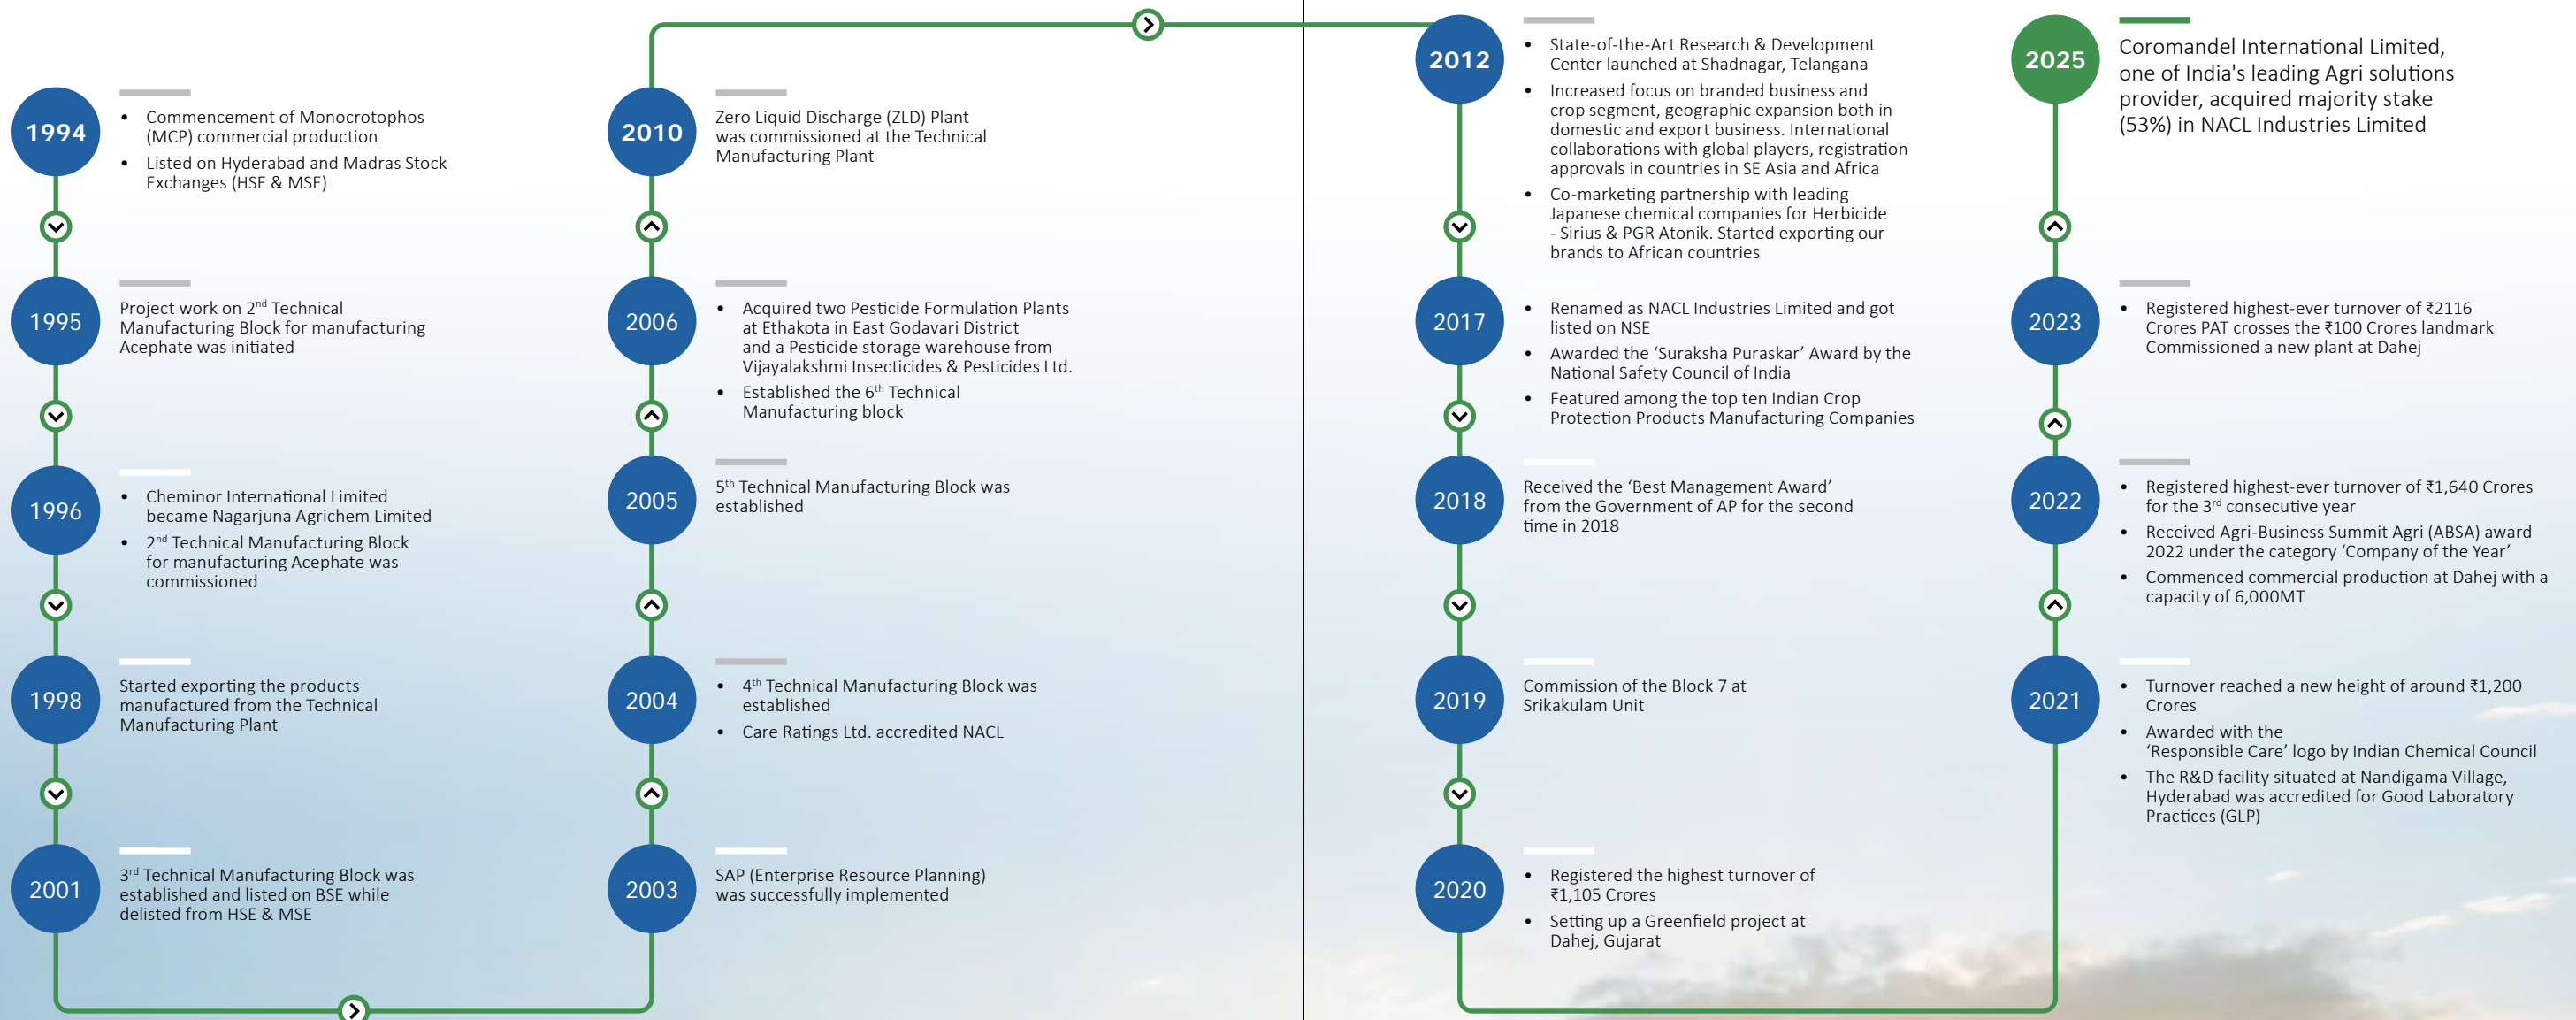 1994
• Commencement of Monocrotophos
(MCP) commercial production
• Listed on Hyderabad and Madras Stock
Exchanges (HSE & MSE)
1995
Project work on 2nd Technical
Manufacturing Block for manufacturing
Acephate was initiated
1996
• Cheminor International Limited
became Nagarjuna Agrichem Limited
• 2nd Technical Manufacturing Block
for manufacturing Acephate was
commissioned
1998
Started exporting the products
manufactured from the Technical
Manufacturing Plant
2001
3rd Technical Manufacturing Block was
established and listed on BSE while
delisted from HSE & MSE
2003
SAP (Enterprise Resource Planning)
was successfully implemented
2004
• 4th Technical Manufacturing Block was
established
• Care Ratings Ltd. accredited NACL
2005
5th Technical Manufacturing Block was
established
2006
• Acquired two Pesticide Formulation Plants
at Ethakota in East Godavari District
and a Pesticide storage warehouse from
Vijayalakshmi Insecticides & Pesticides Ltd.
• Established the 6th Technical
Manufacturing block
2010
Zero Liquid Discharge (ZLD) Plant
was commissioned at the Technical
Manufacturing Plant
2012
• State-of-the-Art Research & Development
Center launched at Shadnagar, Telangana
• Increased focus on branded business and
crop segment, geographic expansion both in
domestic and export business. International
collaborations with global players, registration
approvals in countries in SE Asia and Africa
• Co-marketing partnership with leading
Japanese chemical companies for Herbicide
- Sirius & PGR Atonik. Started exporting our
brands to African countries
2017
• Renamed as NACL Industries Limited and got
listed on NSE
• Awarded the ‘Suraksha Puraskar’ Award by the
National Safety Council of India
• Featured among the top ten Indian Crop
Protection Products Manufacturing Companies
2018
Received the ‘Best Management Award’
from the Government of AP for the second
time in 2018
2019
Commission of the Block 7 at
Srikakulam Unit
2020
• Registered the highest turnover of
₹1,105 Crores
• Setting up a Greenfield project at
Dahej, Gujarat
2021
• Turnover reached a new height of around ₹1,200
Crores
• Awarded with the
‘Responsible Care’ logo by Indian Chemical Council
• The R&D facility situated at Nandigama Village,
Hyderabad was accredited for Good Laboratory
Practices (GLP)
2022
• Registered highest-ever turnover of ₹1,640 Crores
for the 3rd consecutive year
• Received Agri-Business Summit Agri (ABSA) award
2022 under the category ‘Company of the Year’
• Commenced commercial production at Dahej with a
capacity of 6,000MT
2023
• Registered highest-ever turnover of ₹2116
Crores PAT crosses the ₹100 Crores landmark
Commissioned a new plant at Dahej
2025
Coromandel International Limited,
one of India's leading Agri solutions
provider, acquired majority stake
(53%) in NACL Industries Limited